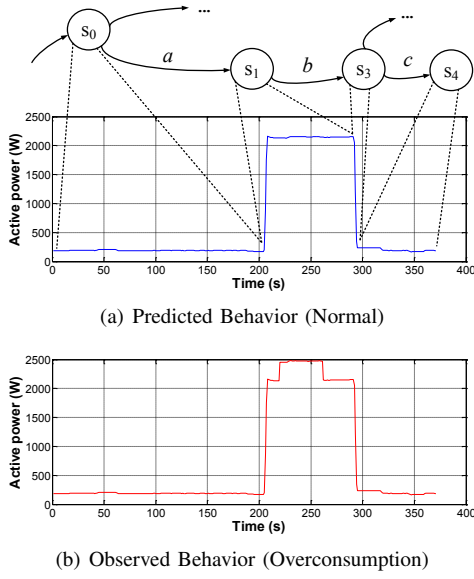 ...
...
s0
a
s1
b
s3
c
s4
2500
2000
1500
1000
500
0
Active power (W)
0 50 100 150 200 250 300 350 400
Time (s)
(a) Predicted Behavior (Normal)
2500
2000
1500
1000
500
0
Active power (W)
0 50 100 150 200 250 300 350 400
Time (s)
(b) Observed Behavior (Overconsumption)